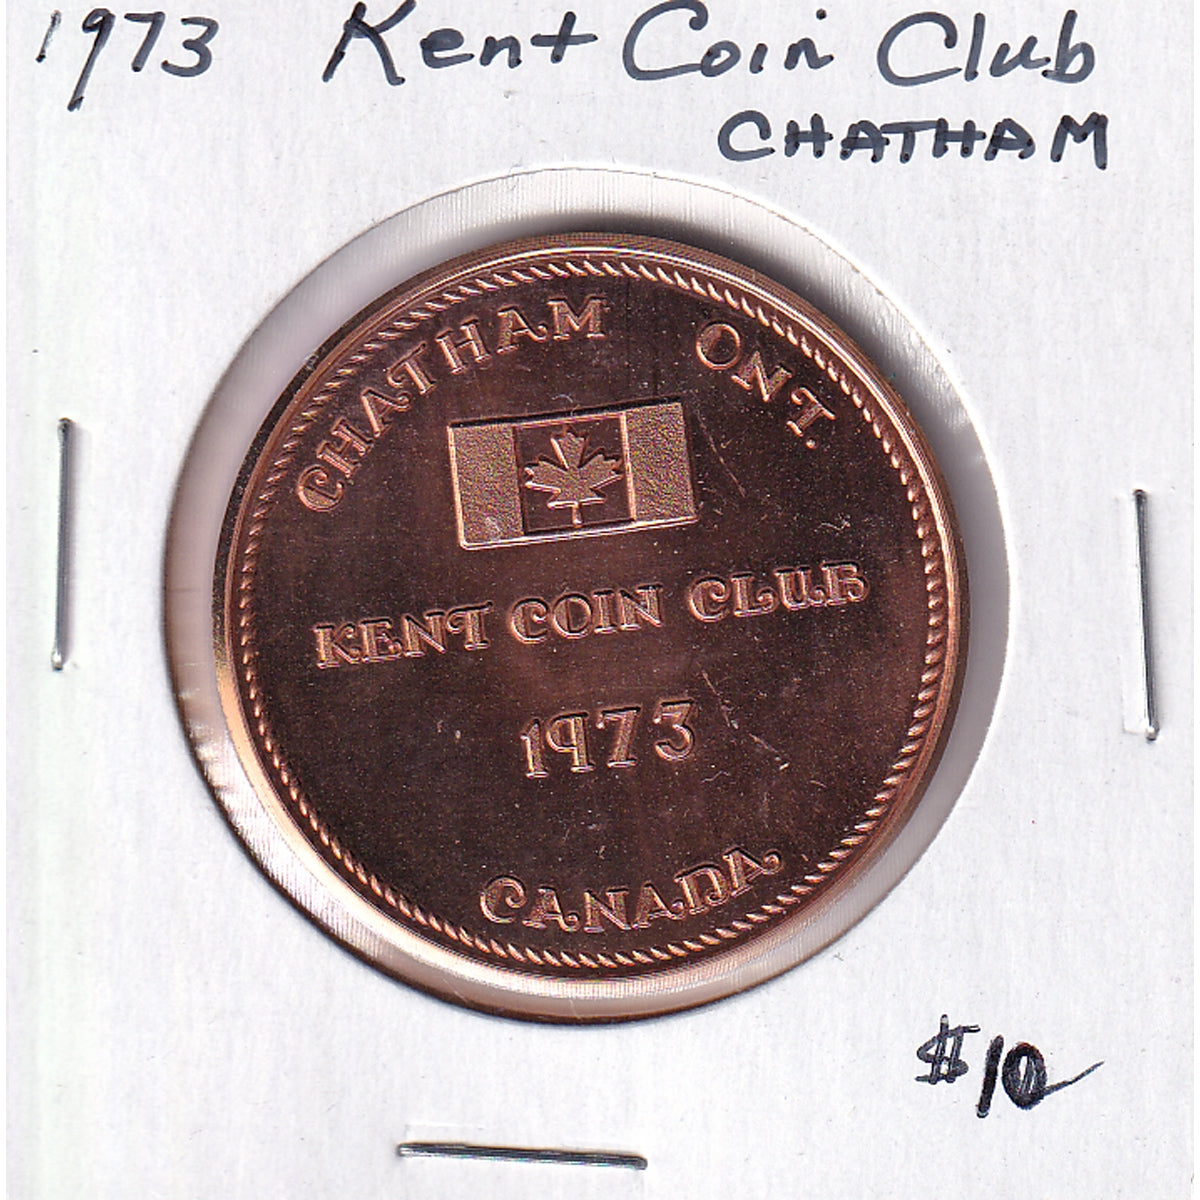 1973 Kent Coin Club
CHATHAM
CHATHAM ONT.
KENT COIN CLUB
1973
CANADA
$10